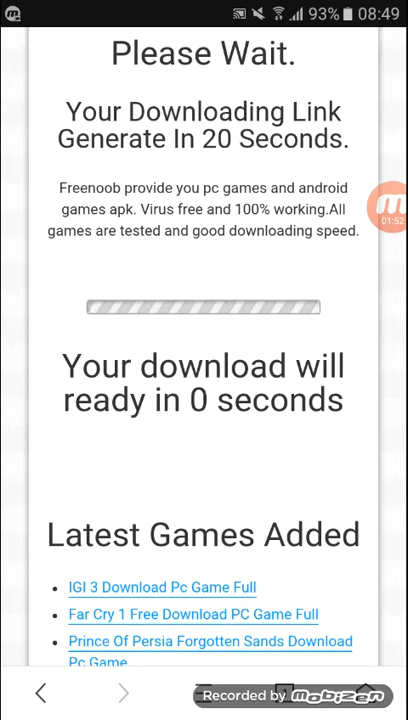 93% 08:49
Please Wait.
Your Downloading Link
Generate In 20 Seconds.
Freenoob provide you pc games and android
games apk. Virus free and 100% working.All
games are tested and good downloading speed.
01:52
Your download will
ready in 0 seconds
Latest Games Added
IGI 3 Download Pc Game Full
Far Cry 1 Free Download PC Game Full
Prince Of Persia Forgotten Sands Download
Pc Game
Recorded by mobizen